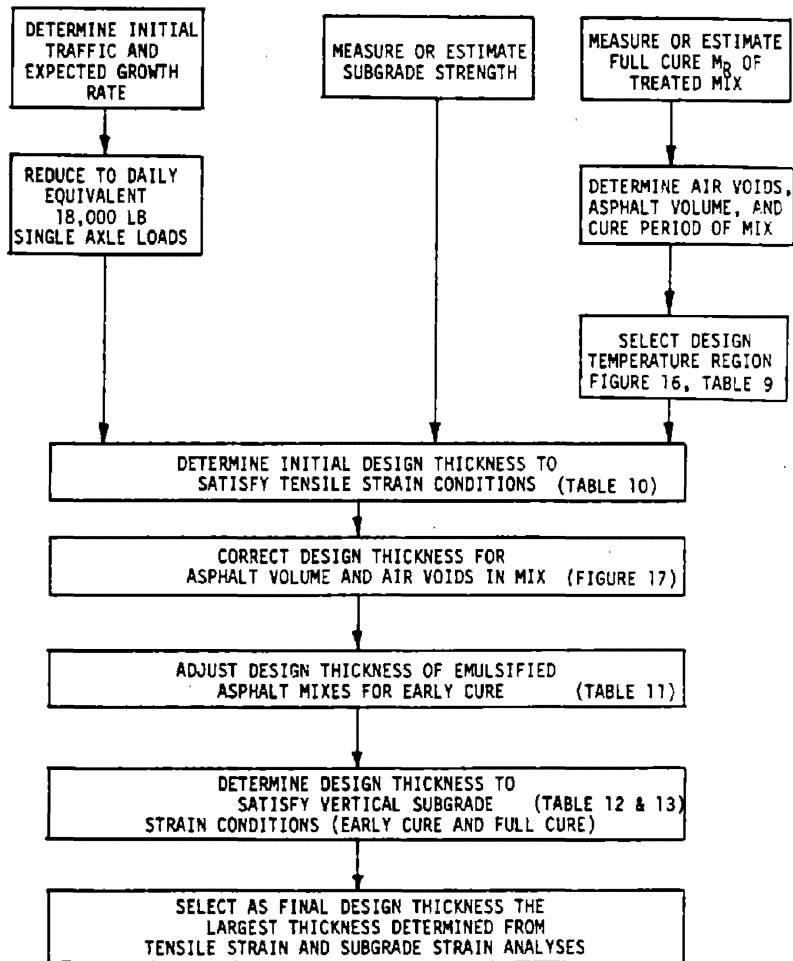 DETERMINE INITIAL
TRAFFIC AND
EXPECTED GROWTH
RATE
MEASURE OR ESTIMATE
SUBGRADE STRENGTH
MEASURE OR ESTIMATE
FULL CURE MR OF
TREATED MIX
REDUCE TO DAILY
EQUIVALENT
18,000 LB
SINGLE AXLE LOADS
DETERMINE AIR VOIDS,
ASPHALT VOLUME, AND
CURE PERIOD OF MIX
SELECT DESIGN
TEMPERATURE REGION
FIGURE 16, TABLE 9
DETERMINE INITIAL DESIGN THICKNESS TO
SATISFY TENSILE STRAIN CONDITIONS (TABLE 10)
CORRECT DESIGN THICKNESS FOR
ASPHALT VOLUME AND AIR VOIDS IN MIX (FIGURE 17)
ADJUST DESIGN THICKNESS OF EMULSIFIED
ASPHALT MIXES FOR EARLY CURE (TABLE 11)
DETERMINE DESIGN THICKNESS TO
SATISFY VERTICAL SUBGRADE (TABLE 12 & 13)
STRAIN CONDITIONS (EARLY CURE AND FULL CURE)
SELECT AS FINAL DESIGN THICKNESS THE
LARGEST THICKNESS DETERMINED FROM
TENSILE STRAIN AND SUBGRADE STRAIN ANALYSES